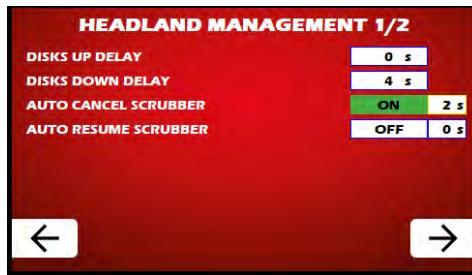 HEADLAND MANAGEMENT 1/2
DISKS UP DELAY 0 s
DISKS DOWN DELAY 4 s
AUTO CANCEL SCRUBBER ON 2 s
AUTO RESUME SCRUBBER OFF 0 s